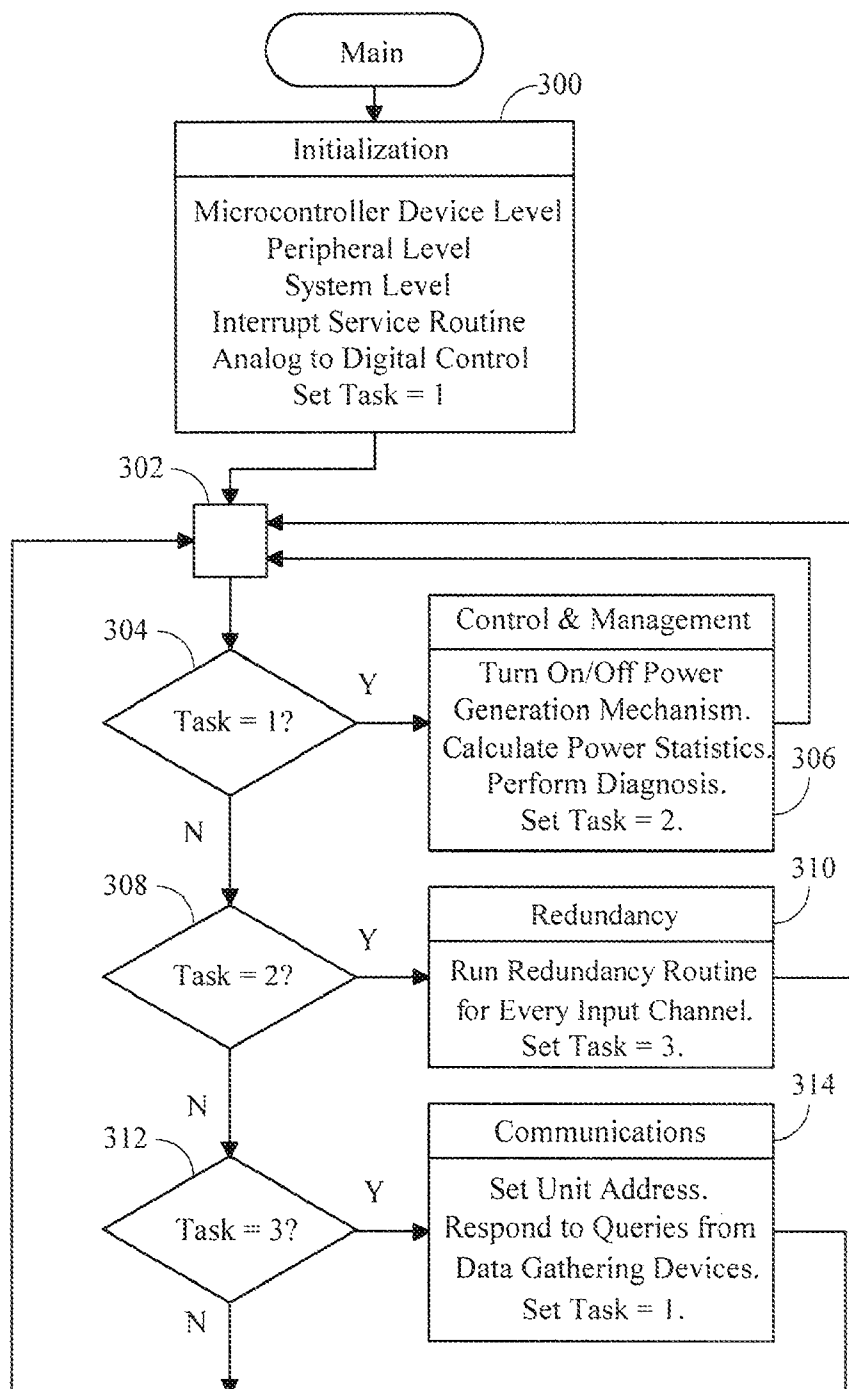 Main
300
Initialization
Microcontroller Device Level
Peripheral Level
System Level
Interrupt Service Routine
Analog to Digital Control
Set Task = 1
302
304
Task = 1?
Y
N
Control & Management
Turn On/Off Power
Generation Mechanism.
Calculate Power Statistics.
Perform Diagnosis.
Set Task = 2.
306
308
Task = 2?
Y
N
310
Redundancy
Run Redundancy Routine
for Every Input Channel.
Set Task = 3.
312
Task = 3?
Y
N
314
Communications
Set Unit Address.
Respond to Queries from
Data Gathering Devices.
Set Task = 1.